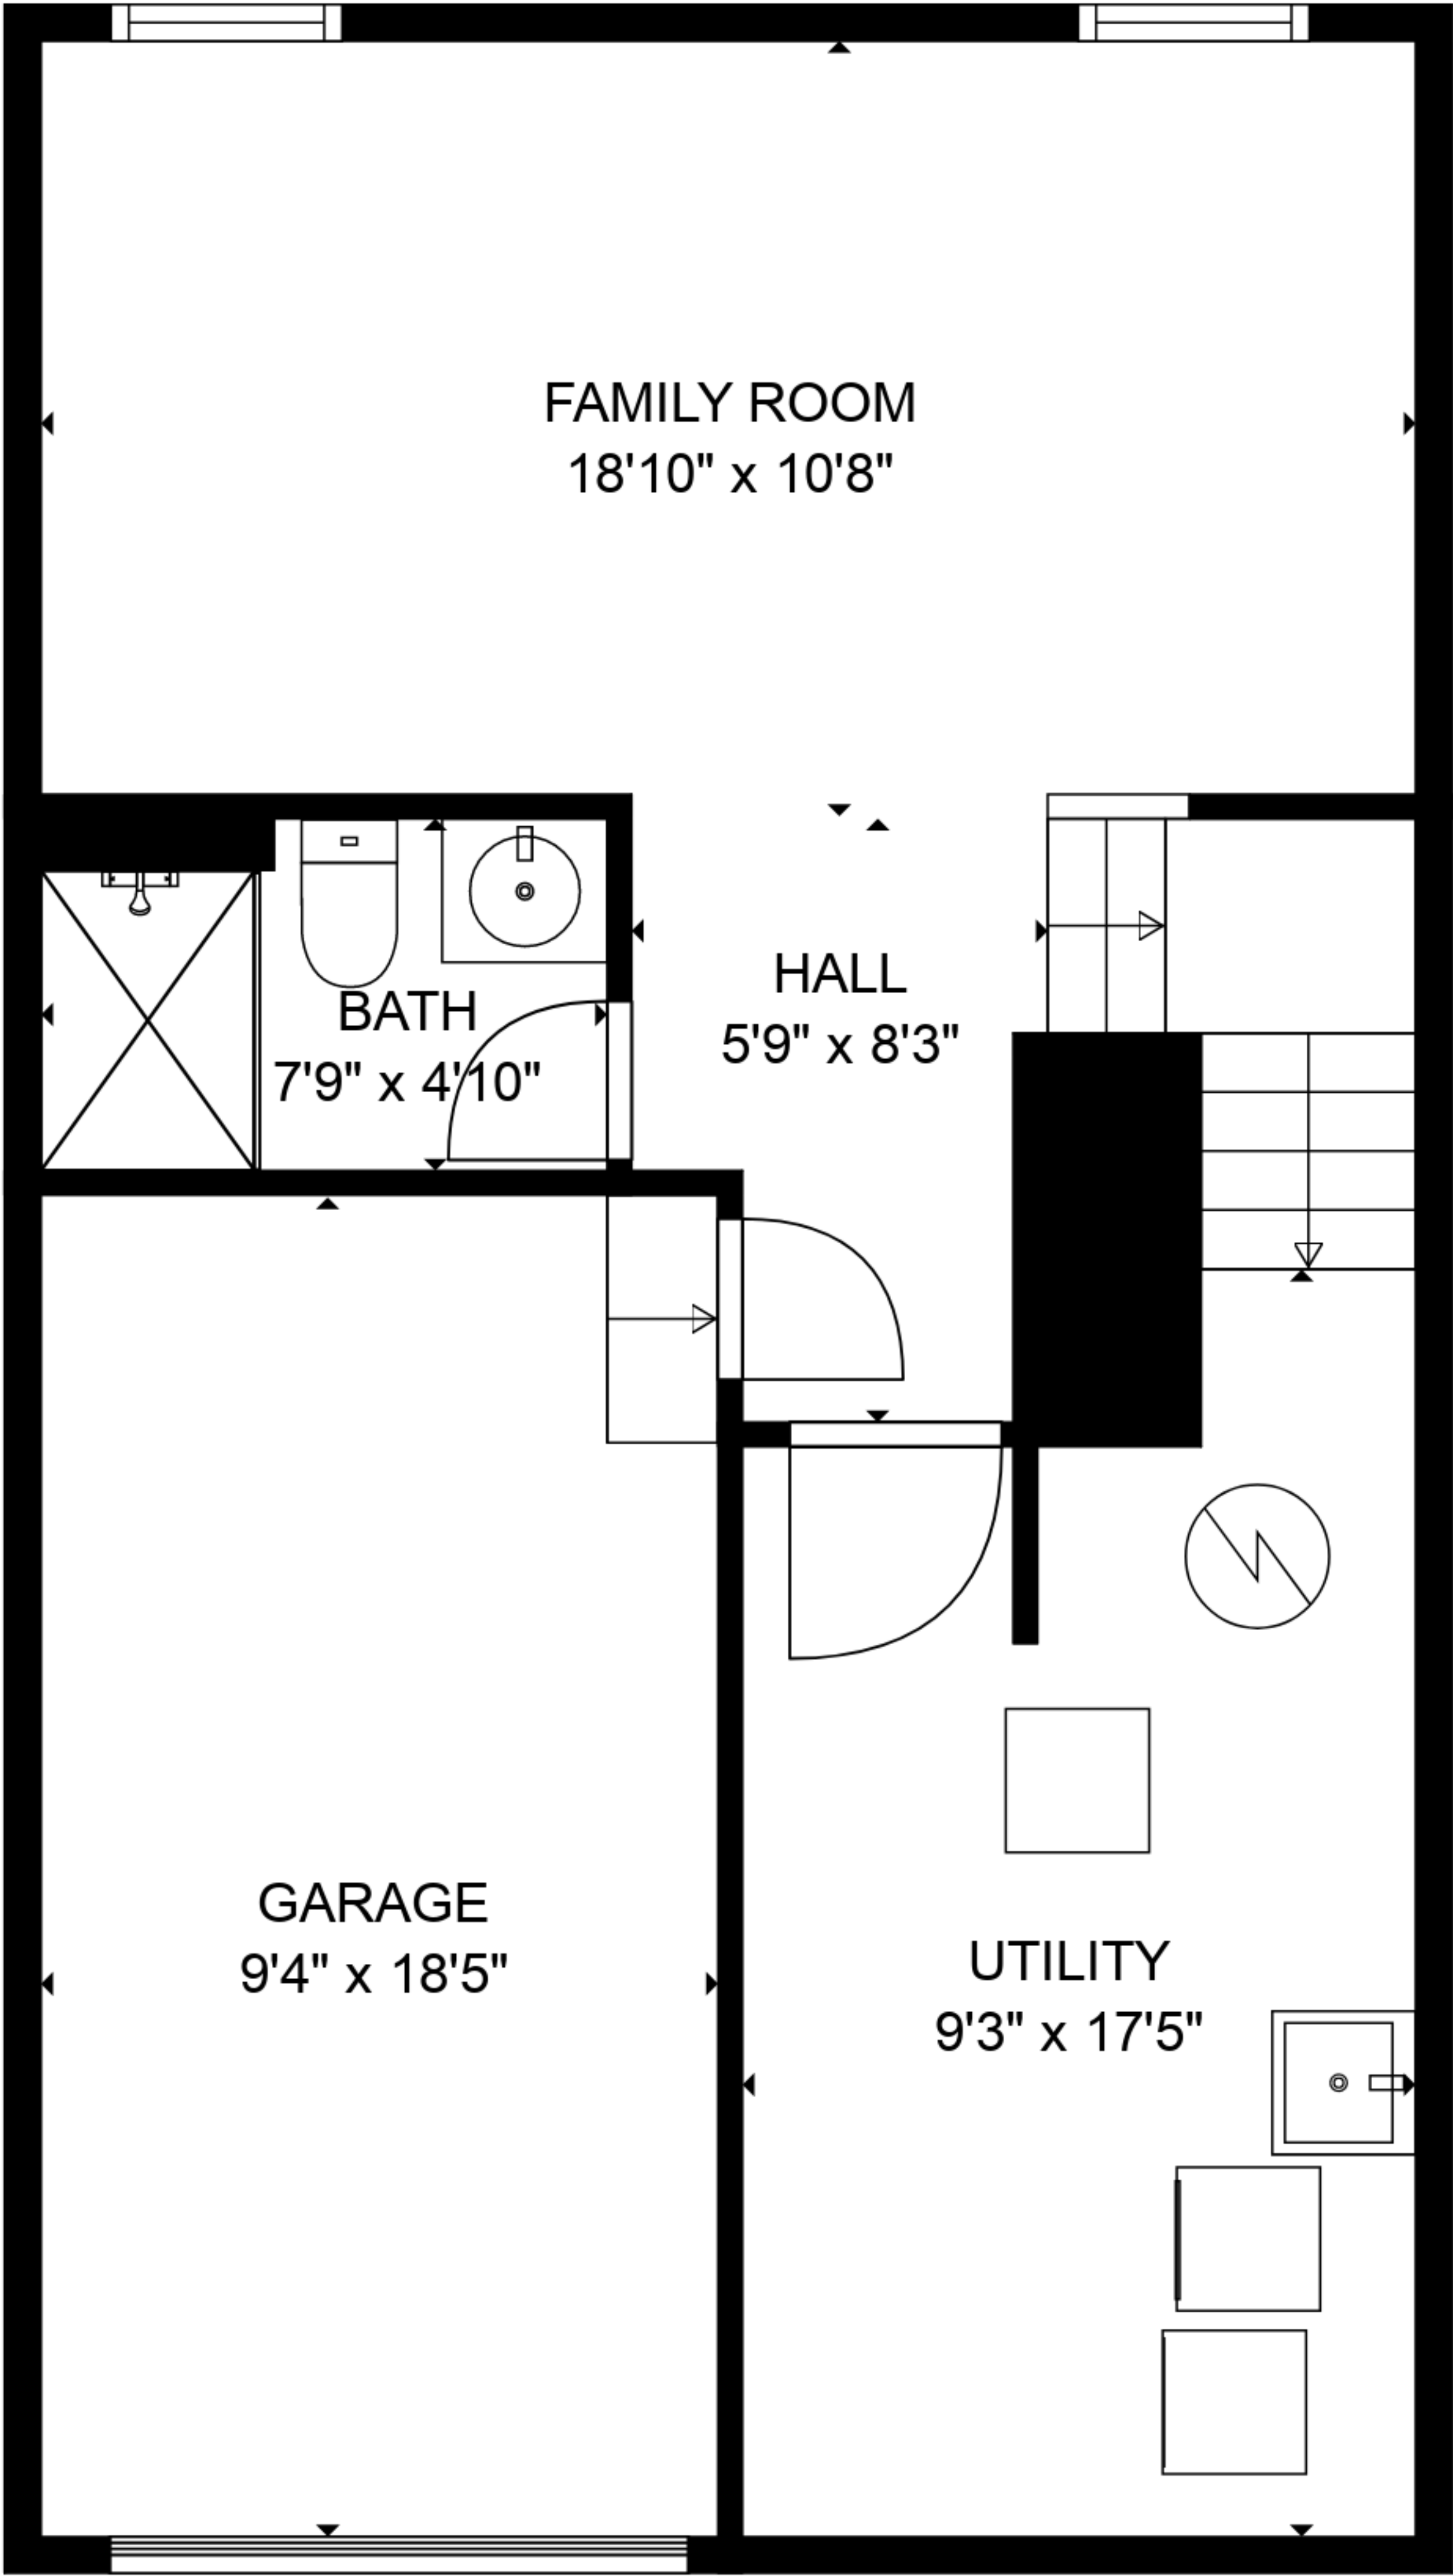 FAMILY ROOM
18'10" x 10'8"
HALL
5'9" x 8'3"
BATH
7'9" x 4'10"
GARAGE
9'4" x 18'5"
UTILITY
9'3" x 17'5"